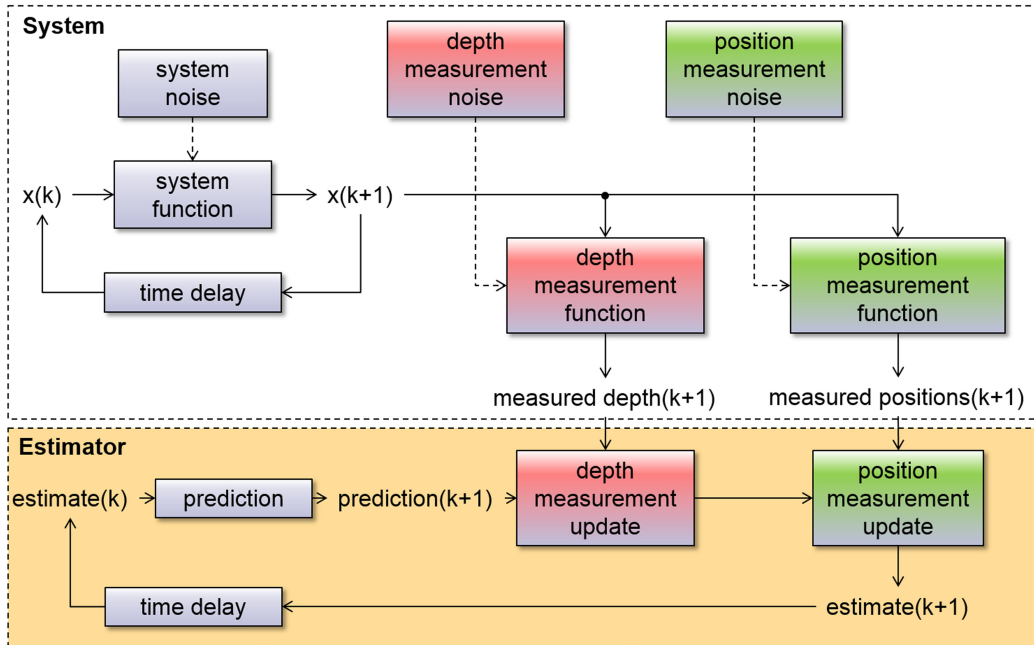 System
system
noise
depth
measurement
noise
position
measurement
noise
x(k)
system
function
x(k+1)
time delay
depth
measurement
function
position
measurement
function
measured depth(k+1)
measured positions(k+1)
Estimator
estimate(k)
prediction
prediction(k+1)
depth
measurement
update
position
measurement
update
time delay
estimate(k+1)